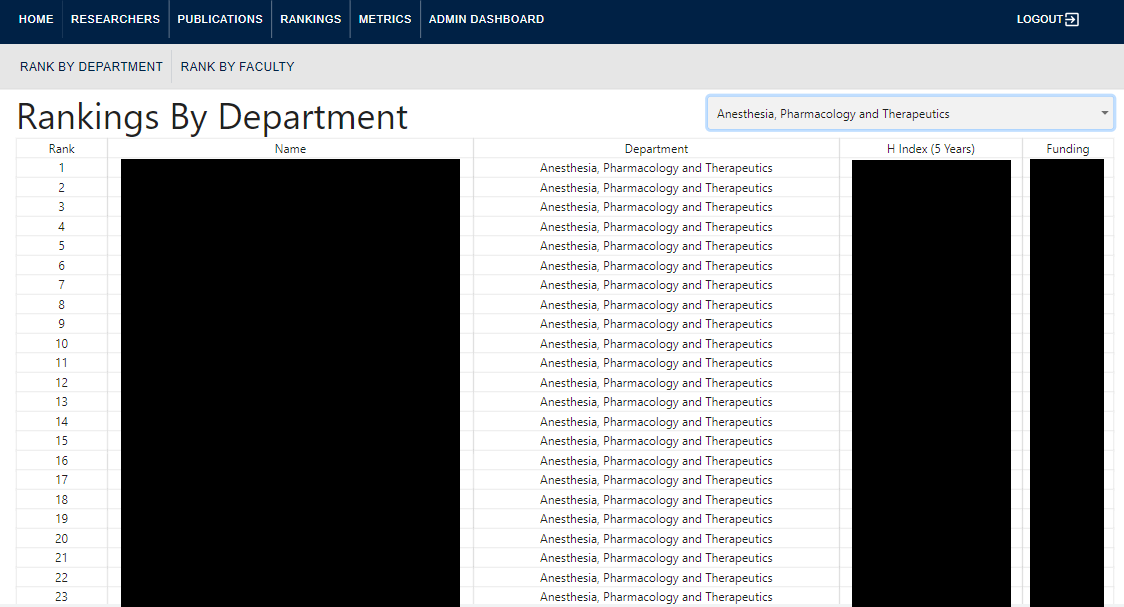 HOME RESEARCHERS PUBLICATIONS RANKINGS METRICS ADMIN DASHBOARD LOGOUT
RANK BY DEPARTMENT RANK BY FACULTY
Rankings By Department Anesthesia, Pharmacology and Therapeutics
Rank Name Department H Index (5 Years) Funding
1 Anesthesia, Pharmacology and Therapeutics
2 Anesthesia, Pharmacology and Therapeutics
3 Anesthesia, Pharmacology and Therapeutics
4 Anesthesia, Pharmacology and Therapeutics
5 Anesthesia, Pharmacology and Therapeutics
6 Anesthesia, Pharmacology and Therapeutics
7 Anesthesia, Pharmacology and Therapeutics
8 Anesthesia, Pharmacology and Therapeutics
9 Anesthesia, Pharmacology and Therapeutics
10 Anesthesia, Pharmacology and Therapeutics
11 Anesthesia, Pharmacology and Therapeutics
12 Anesthesia, Pharmacology and Therapeutics
13 Anesthesia, Pharmacology and Therapeutics
14 Anesthesia, Pharmacology and Therapeutics
15 Anesthesia, Pharmacology and Therapeutics
16 Anesthesia, Pharmacology and Therapeutics
17 Anesthesia, Pharmacology and Therapeutics
18 Anesthesia, Pharmacology and Therapeutics
19 Anesthesia, Pharmacology and Therapeutics
20 Anesthesia, Pharmacology and Therapeutics
21 Anesthesia, Pharmacology and Therapeutics
22 Anesthesia, Pharmacology and Therapeutics
23 Anesthesia, Pharmacology and Therapeutics